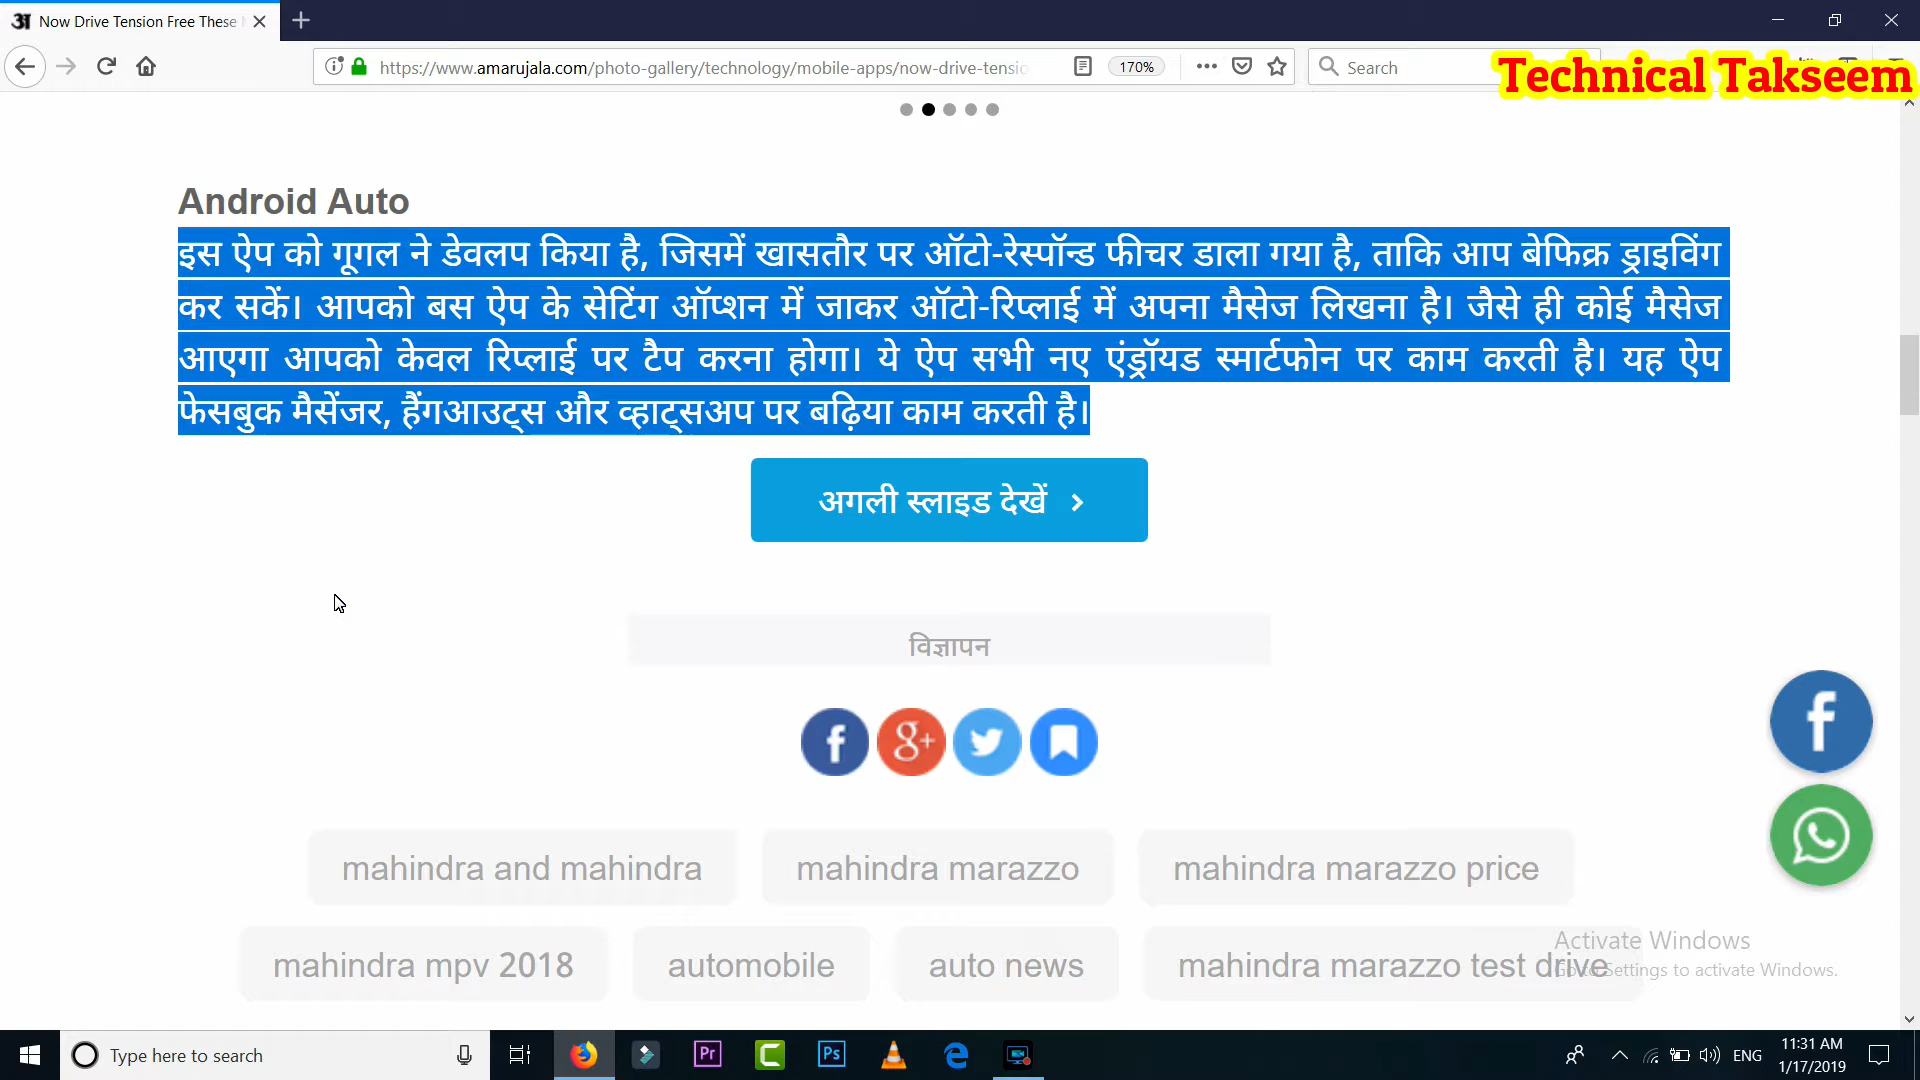 Now Drive Tension Free These
https://www.amarujala.com/photo-gallery/technology/mobile-apps/now-drive-tensio
170%
Search
Technical Takseem
Android Auto
इस ऐप को गूगल ने डेवलप किया है, जिसमें खासतौर पर ऑटो-रेस्पॉन्ड फीचर डाला गया है, ताकि आप बेफिक्र ड्राइविंग
कर सकें। आपको बस ऐप के सेटिंग ऑप्शन में जाकर ऑटो-रिप्लाई में अपना मैसेज लिखना है। जैसे ही कोई मैसेज
आएगा आपको केवल रिप्लाई पर टैप करना होगा। ये ऐप सभी नए एंड्रॉयड स्मार्टफोन पर काम करती है। यह ऐप
फेसबुक मैसेंजर, हैंगआउट्स और व्हाट्सअप पर बढ़िया काम करती है।
अगली स्लाइड देखें
विज्ञापन
mahindra and mahindra
mahindra marazzo
mahindra marazzo price
mahindra mpv 2018
automobile
auto news
mahindra marazzo test drive
Activate Windows
Go to Settings to activate Windows.
Type here to search
Pr
Ps
ENG
11:31 AM
1/17/2019